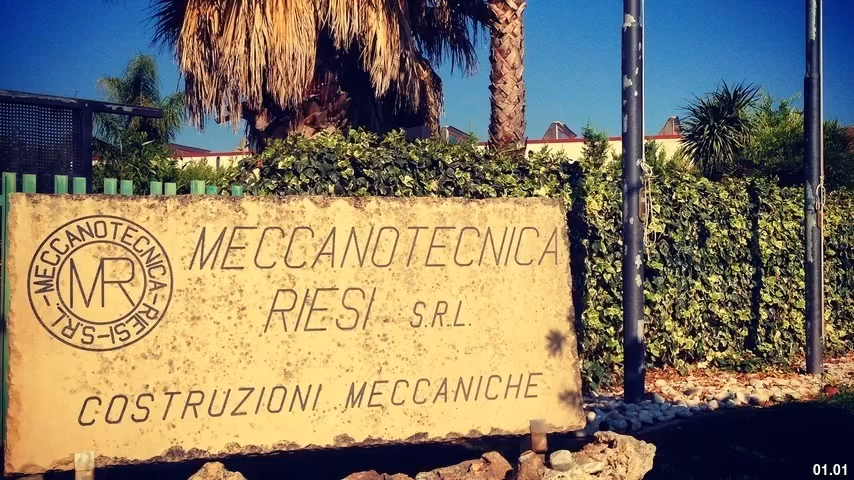 MECCANOTECNICA-RIESI-S.R.L.-
MR
MECCANOTECNICA
RIESI S.R.L.
COSTRUZIONI MECCANICHE
01.01